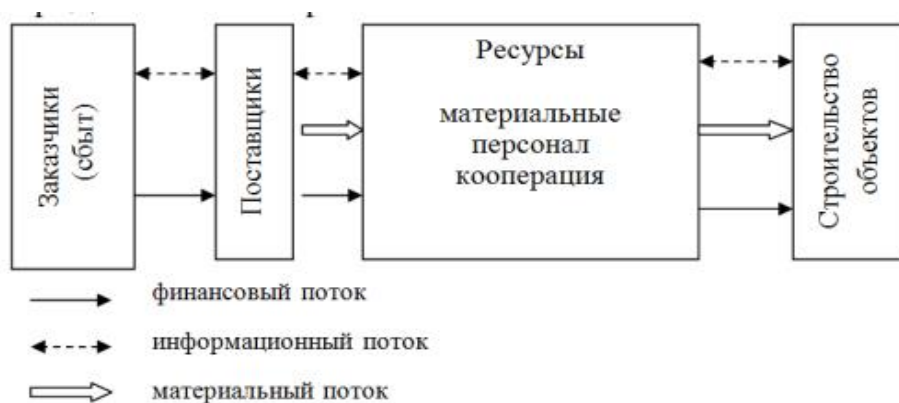 Заказчики
(сбыт)
Поставщики
Ресурсы
материальные
персонал
кооперация
Строительство
объектов
финансовый поток
информационный поток
материальный поток